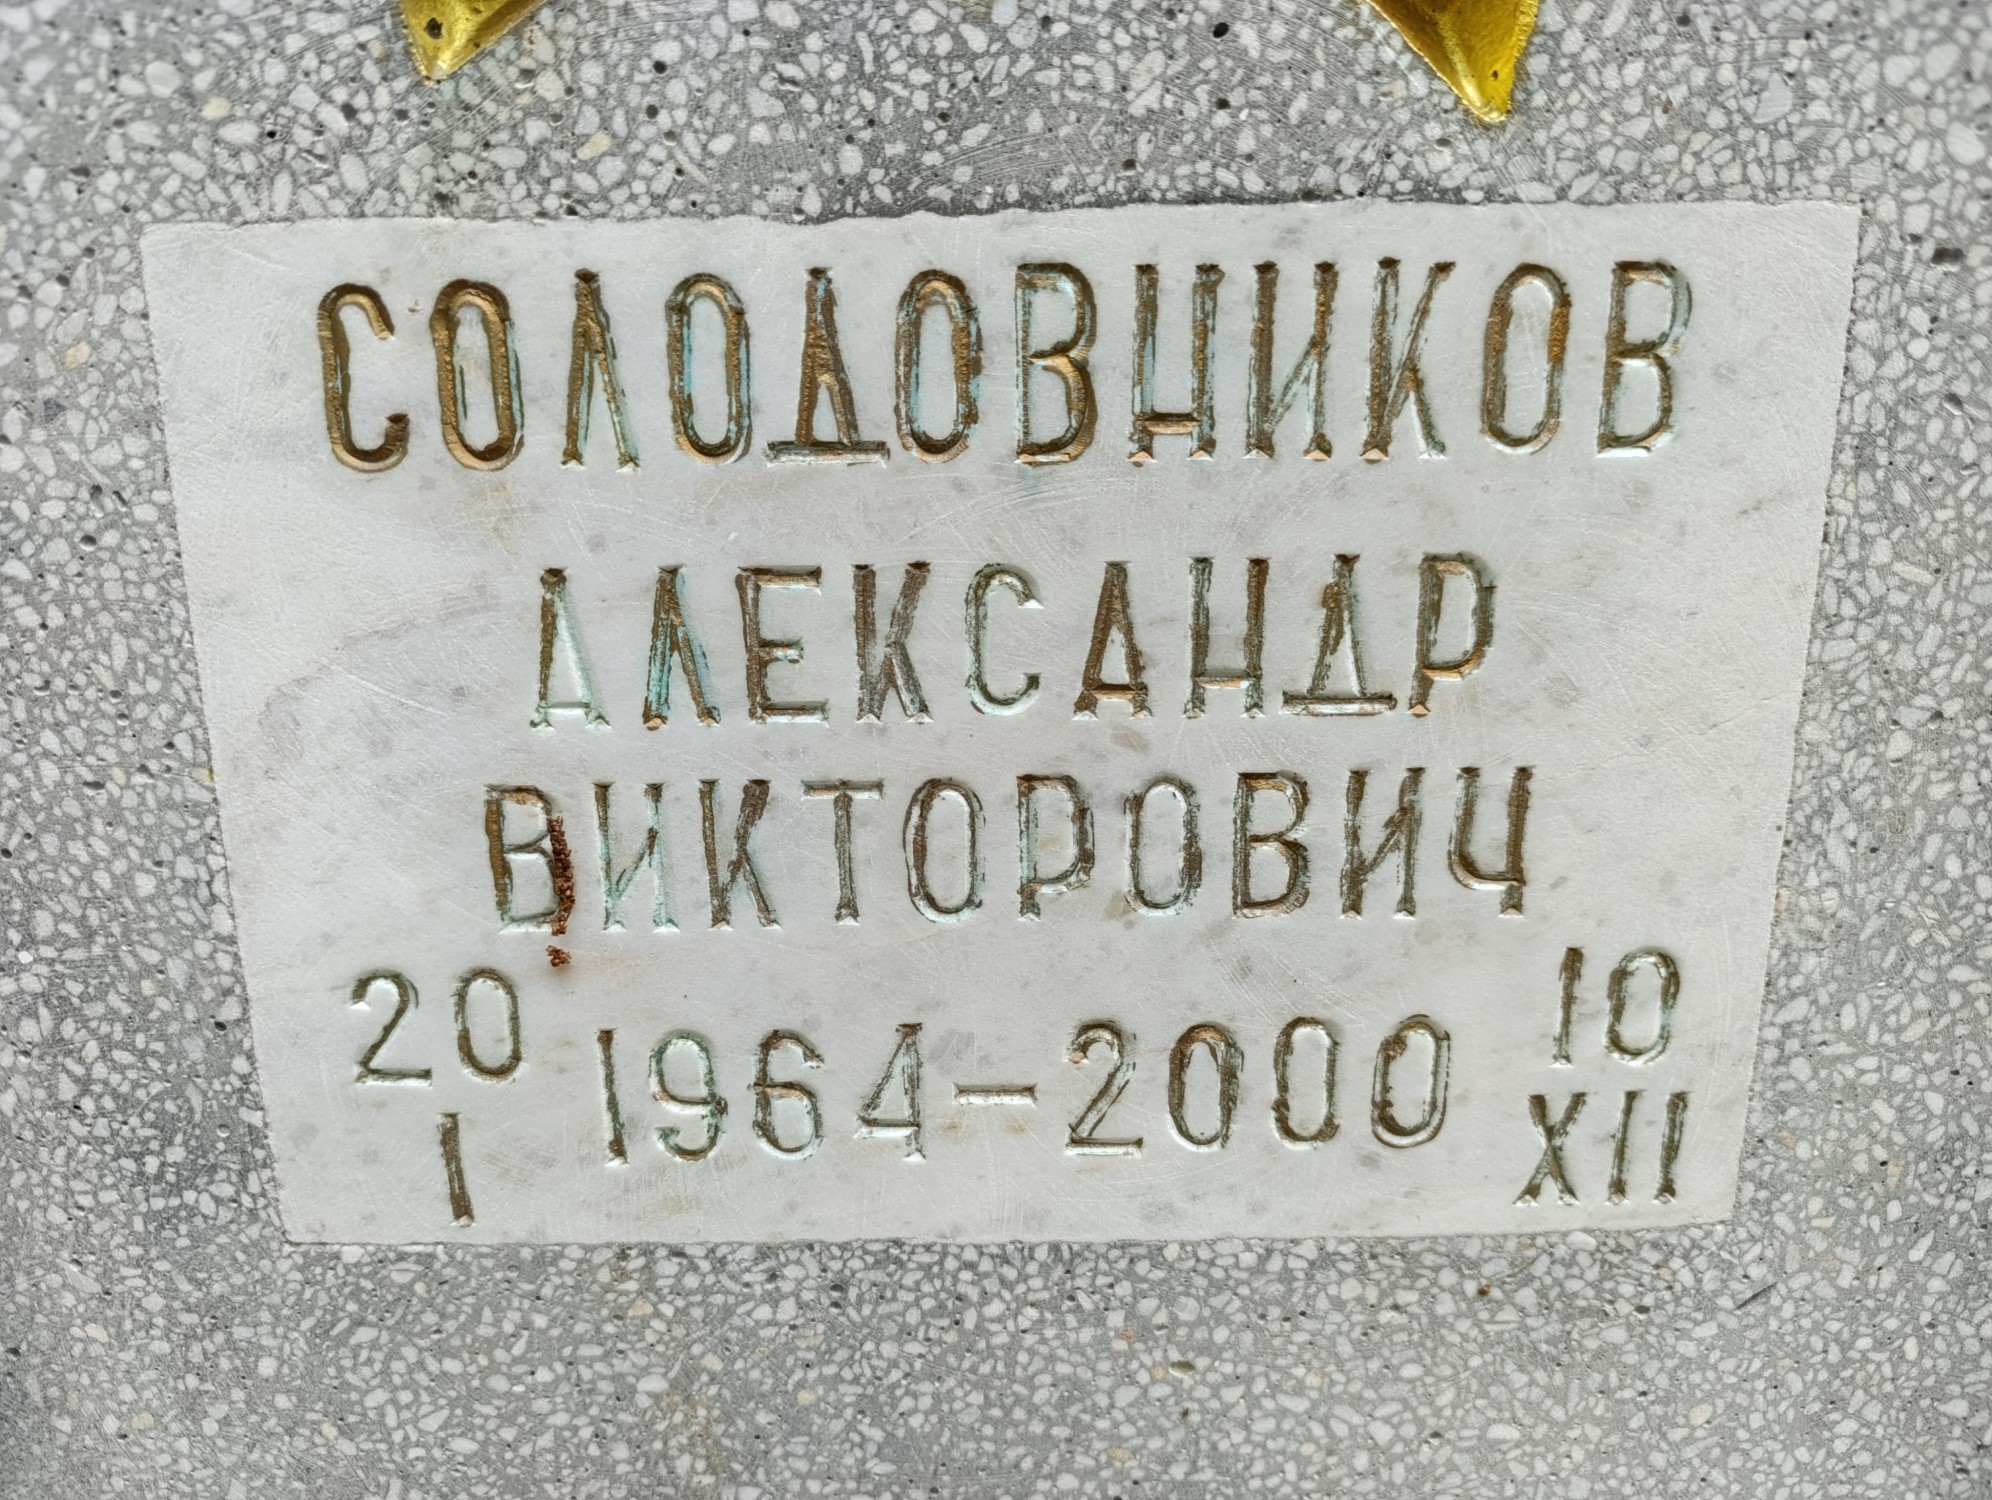 СОЛОДОВНИКОВ
АЛЕКСАНДР
ВИКТОРОВИЧ
20 I 1964-2000 10 XII